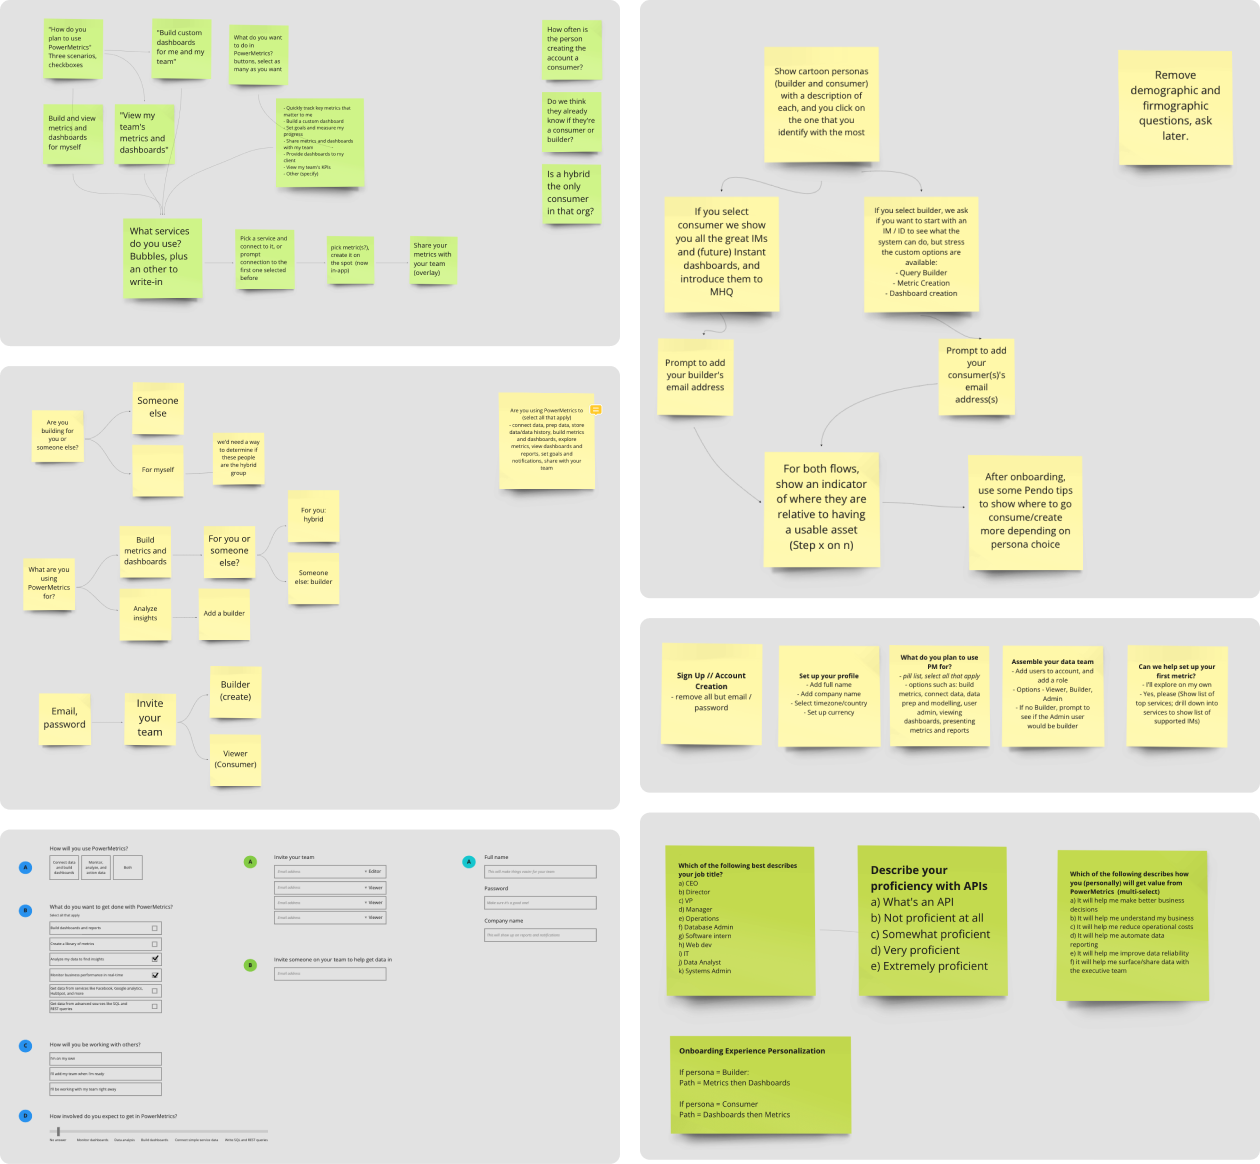 "How do you
plan to use
PowerMetrics"
Three scenarios,
checkboxes
"Build custom
dashboards
for me and my
team"
What do you want
to do in
PowerMetrics?
buttons, select as
many as you want
Build and view
metrics and
dashboards
for myself
"View my
team's
metrics and
dashboards"
- Quickly track key metrics that
matter to me
- Build a custom dashboard
- Set goals and measure my
progress
- Share metrics and dashboards
with my team
- Provide dashboards to my
client
- View my team's KPIs
- Other (specify)
What services
do you use?
Bubbles, plus
an other to
write-in
Pick a service and
connect to it, or
prompt
connection to the
first one selected
before
pick metric(s?),
create it on
the spot (now
in-app)
Share your
metrics with
your team
(overlay)
How often is
the person
creating the
account a
consumer?
Do we think
they already
know if they're
a consumer or
builder?
Is a hybrid
the only
consumer
in that org?
Show cartoon personas
(builder and consumer)
with a description of
each, and you click on
the one that you
identify with the most
Remove
demographic and
firmographic
questions, ask
later.
If you select
consumer we show
you all the great IMs
and (future) Instant
dashboards, and
introduce them to
MHQ
If you select builder, we ask
if you want to start with an
IM / ID to see what the
system can do, but stress
the custom options are
available:
- Query Builder
- Metric Creation
- Dashboard creation
Prompt to add
your builder's
email address
Prompt to add
your
consumer(s)'s
email
address(s)
For both flows,
show an indicator
of where they are
relative to having
a usable asset
(Step x on n)
After onboarding,
use some Pendo tips
to show where to go
consume/create
more depending on
persona choice
Are you
building for
you or
someone else?
Someone
else
For myself
we'd need a way
to determine if
these people
are the hybrid
group
Are you using PowerMetrics to
(select all that apply)
- connect data, prep data, store
data/data history, build metrics
and dashboards, explore
metrics, view dashboards and
reports, set goals and
notifications, share with your
team
What are you
using
PowerMetrics
for?
Build
metrics and
dashboards
Analyze
insights
For you or
someone
else?
Add a builder
For you:
hybrid
Someone
else: builder
Email,
password
Invite
your
team
Builder
(create)
Viewer
(Consumer)
Sign Up // Account
Creation
- remove all but email /
password
Set up your profile
- Add full name
- Add company name
- Select timezone/country
- Set up currency
What do you plan to use
PM for?
- pill list, select all that apply
- options such as: build
metrics, connect data, data
prep and modelling, user
admin, viewing
dashboards, presenting
metrics and reports
Assemble your data team
- Add users to account, and
add a role
- Options - Viewer, Builder,
Admin
- If no Builder, prompt to
see if the Admin user
would be builder
Can we help set up your
first metric?
- I'll explore on my own
- Yes, please (Show list of
top services; drill down into
services to show list of
supported IMs)
A
How will you use PowerMetrics?
Connect data
and build
dashboards
Monitor,
analyze, and
action data
Both
B
What do you want to get done with PowerMetrics?
Select all that apply
Build dashboards and reports
Create a library of metrics
Analyze my data to find insights
Monitor business performance in real-time
Get data from services like Facebook, Google analytics,
HubSpot, and more
Get data from advanced sources like SQL and
REST queries
C
How will you be working with others?
I'm on my own
I'll add my team when I'm ready
I'll be working with my team right away
D
How involved do you expect to get in PowerMetrics?
No answer
Monitor dashboards
Data analysis
Build dashboards
Connect simple service data
Write SQL and REST queries
A
Invite your team
Email address
+ Editor
Email address
+ Viewer
Email address
+ Viewer
Email address
+ Viewer
B
Invite someone on your team to help get data in
Email address
A
Full name
Password
Make sure it's a good one!
Company name
This will show up on reports and notifications
Which of the following best describes
your job title?
a) CEO
b) Director
c) VP
d) Manager
e) Operations
f) Database Admin
g) Software intern
h) Web dev
i) IT
j) Data Analyst
k) Systems Admin
Describe your
proficiency with APIs
a) What's an API
b) Not proficient at all
c) Somewhat proficient
d) Very proficient
e) Extremely proficient
Which of the following describes how
you (personally) will get value from
PowerMetrics (multi-select)
a) It will help me make better business
decisions
b) It will help me understand my business
c) It will help me reduce operational costs
d) It will help me automate data
reporting
e) It will help me improve data reliability
f) it will help me surface/share data with
the executive team
Onboarding Experience Personalization
If persona = Builder:
Path = Metrics then Dashboards
If persona = Consumer
Path = Dashboards then Metrics